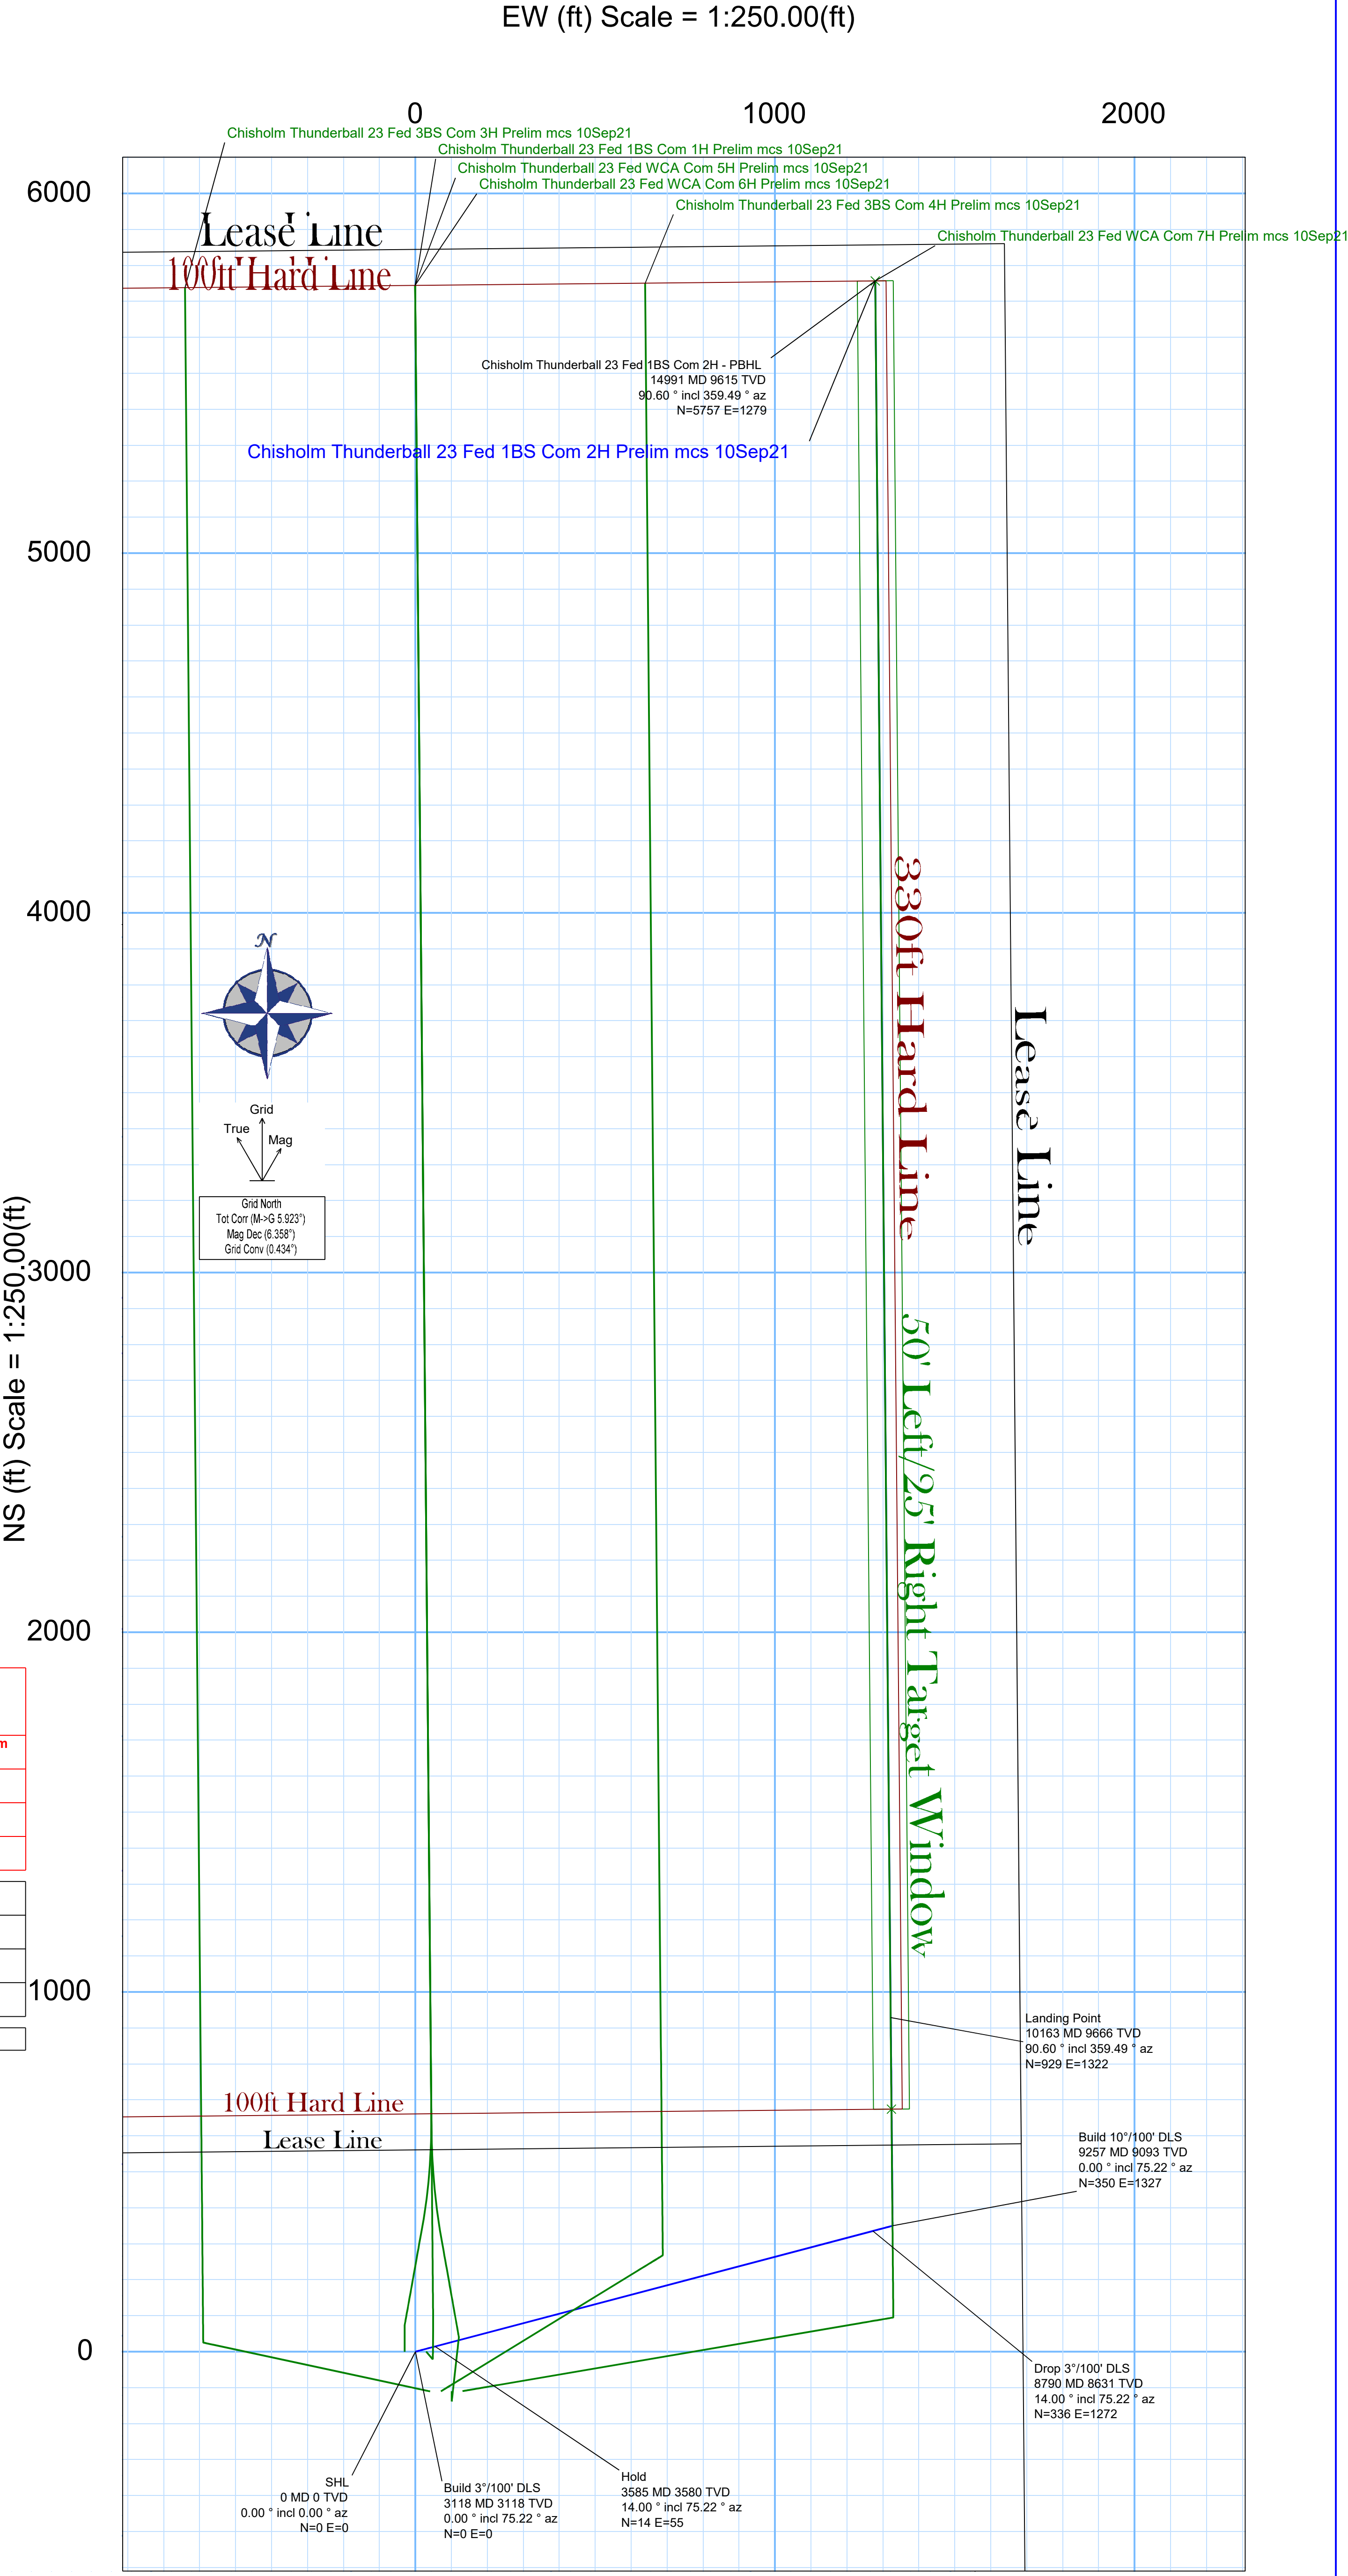 EW (ft) Scale = 1:250.00(ft)
0
1000
2000
Chisholm Thunderball 23 Fed 3BS Com 3H Prelim mcs 10Sep21
Chisholm Thunderball 23 Fed 1BS Com 1H Prelim mcs 10Sep21
Chisholm Thunderball 23 Fed WCA Com 5H Prelim mcs 10Sep21
Chisholm Thunderball 23 Fed WCA Com 6H Prelim mcs 10Sep21
Chisholm Thunderball 23 Fed 3BS Com 4H Prelim mcs 10Sep21
Chisholm Thunderball 23 Fed WCA Com 7H Prelim mcs 10Sep21
6000
Lease Line
100ft Hard Line
Chisholm Thunderball 23 Fed 1BS Com 2H - PBHL
14991 MD 9615 TVD
90.60 ° incl 359.49 ° az
N=5757 E=1279
Chisholm Thunderball 23 Fed 1BS Com 2H Prelim mcs 10Sep21
5000
4000
330ft Hard Line
Lease Line
N
Grid
True
Mag
Grid North
Tot Corr (M->G 5.923°)
Mag Dec (6.358°)
Grid Conv (0.434°)
NS (ft) Scale = 1:250.00(ft)
3000
50' Left/25' Right Target Window
2000
m
1000
Landing Point
10163 MD 9666 TVD
90.60 ° incl 359.49 ° az
N=929 E=1322
100ft Hard Line
Lease Line
Build 10°/100' DLS
9257 MD 9093 TVD
0.00 ° incl 75.22 ° az
N=350 E=1327
0
Drop 3°/100' DLS
8790 MD 8631 TVD
14.00 ° incl 75.22 ° az
N=336 E=1272
SHL
0 MD 0 TVD
0.00 ° incl 0.00 ° az
N=0 E=0
Build 3°/100' DLS
3118 MD 3118 TVD
0.00 ° incl 75.22 ° az
N=0 E=0
Hold
3585 MD 3580 TVD
14.00 ° incl 75.22 ° az
N=14 E=55